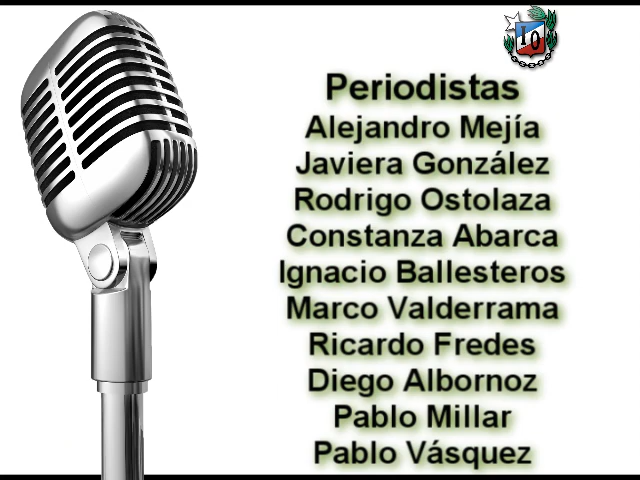 IO
Periodistas
Alejandro Mejía
Javiera González
Rodrigo Ostolaza
Constanza Abarca
Ignacio Ballesteros
Marco Valderrama
Ricardo Fredes
Diego Albornoz
Pablo Millar
Pablo Vásquez